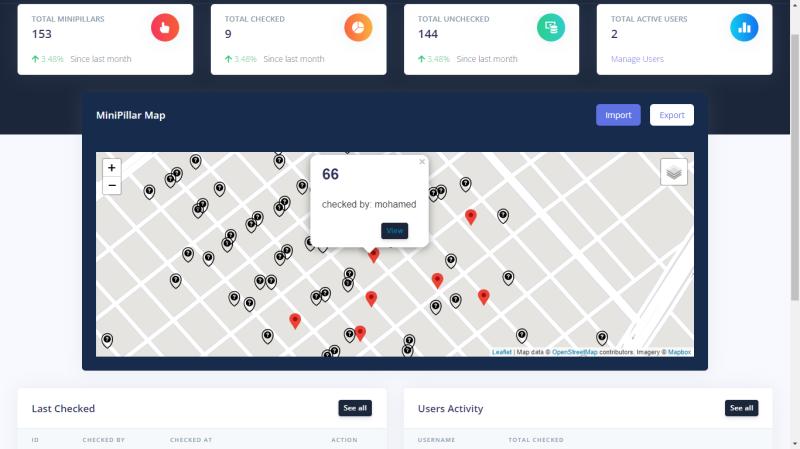 TOTAL MINIPILLARS
153
3.48% Since last month
TOTAL CHECKED
9
3.48% Since last month
TOTAL UNCHECKED
144
3.48% Since last month
TOTAL ACTIVE USERS
2
Manage Users
MiniPillar Map
Import
Export
+
−
66
×
checked by: mohamed
View
Leaflet | Map data © OpenStreetMap contributors, Imagery © Mapbox
Last Checked
See all
ID CHECKED BY CHECKED AT ACTION
Users Activity
See all
USERNAME TOTAL CHECKED